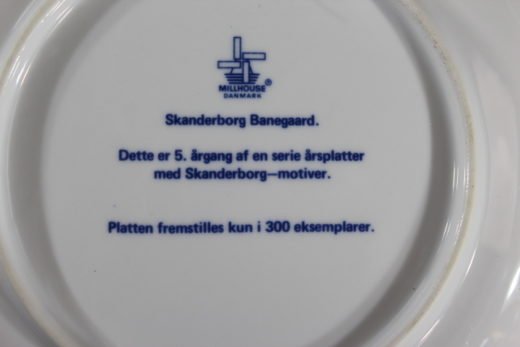 MILLHOUSE®
DANMARK
Skanderborg Banegaard.
Dette er 5. årgang af en serie årsplatter
med Skanderborg–motiver.
Platten fremstilles kun i 300 eksemplarer.